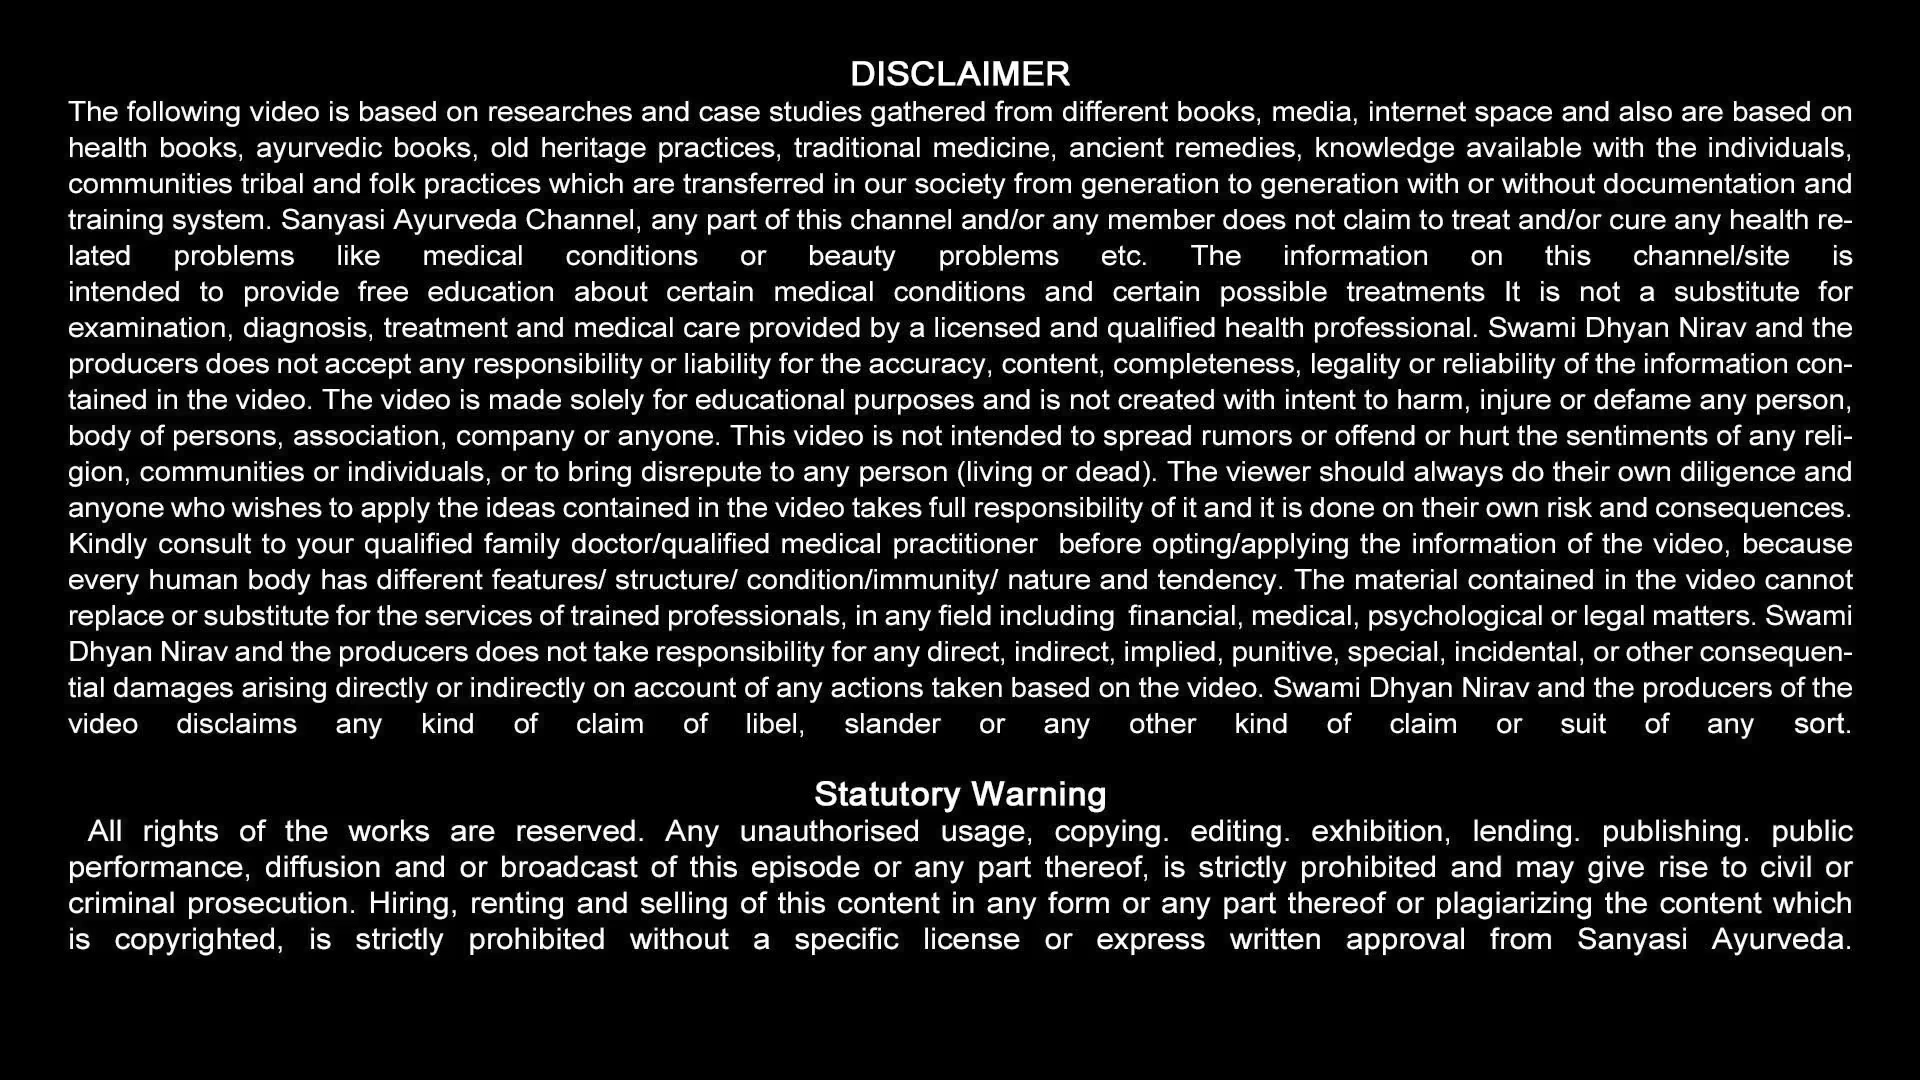 DISCLAIMER
The following video is based on researches and case studies gathered from different books, media, internet space and also are based on
health books, ayurvedic books, old heritage practices, traditional medicine, ancient remedies, knowledge available with the individuals,
communities tribal and folk practices which are transferred in our society from generation to generation with or without documentation and
training system. Sanyasi Ayurveda Channel, any part of this channel and/or any member does not claim to treat and/or cure any health re-
lated problems like medical conditions or beauty problems etc. The information on this channel/site is
intended to provide free education about certain medical conditions and certain possible treatments It is not a substitute for
examination, diagnosis, treatment and medical care provided by a licensed and qualified health professional. Swami Dhyan Nirav and the
producers does not accept any responsibility or liability for the accuracy, content, completeness, legality or reliability of the information con-
tained in the video. The video is made solely for educational purposes and is not created with intent to harm, injure or defame any person,
body of persons, association, company or anyone. This video is not intended to spread rumors or offend or hurt the sentiments of any reli-
gion, communities or individuals, or to bring disrepute to any person (living or dead). The viewer should always do their own diligence and
anyone who wishes to apply the ideas contained in the video takes full responsibility of it and it is done on their own risk and consequences.
Kindly consult to your qualified family doctor/qualified medical practitioner before opting/applying the information of the video, because
every human body has different features/ structure/ condition/immunity/ nature and tendency. The material contained in the video cannot
replace or substitute for the services of trained professionals, in any field including financial, medical, psychological or legal matters. Swami
Dhyan Nirav and the producers does not take responsibility for any direct, indirect, implied, punitive, special, incidental, or other consequen-
tial damages arising directly or indirectly on account of any actions taken based on the video. Swami Dhyan Nirav and the producers of the
video disclaims any kind of claim of libel, slander or any other kind of claim or suit of any sort.
Statutory Warning
All rights of the works are reserved. Any unauthorised usage, copying. editing. exhibition, lending. publishing. public
performance, diffusion and or broadcast of this episode or any part thereof, is strictly prohibited and may give rise to civil or
criminal prosecution. Hiring, renting and selling of this content in any form or any part thereof or plagiarizing the content which
is copyrighted, is strictly prohibited without a specific license or express written approval from Sanyasi Ayurveda.